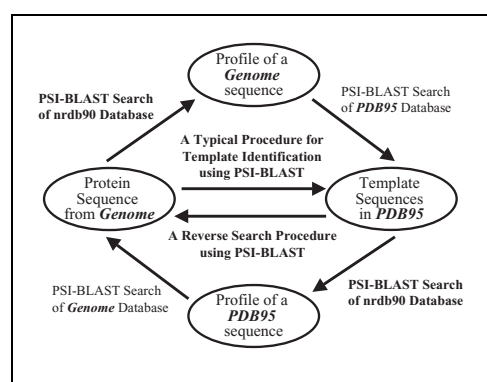 Profile of a
Genome
sequence
PSI-BLAST Search
of nrdb90 Database
PSI-BLAST Search
of PDB95 Database
A Typical Procedure for
Template Identification
using PSI-BLAST
Protein
Sequence
from Genome
Template
Sequences
in PDB95
A Reverse Search Procedure
using PSI-BLAST
PSI-BLAST Search
of Genome Database
PSI-BLAST Search
of nrdb90 Database
Profile of a
PDB95
sequence